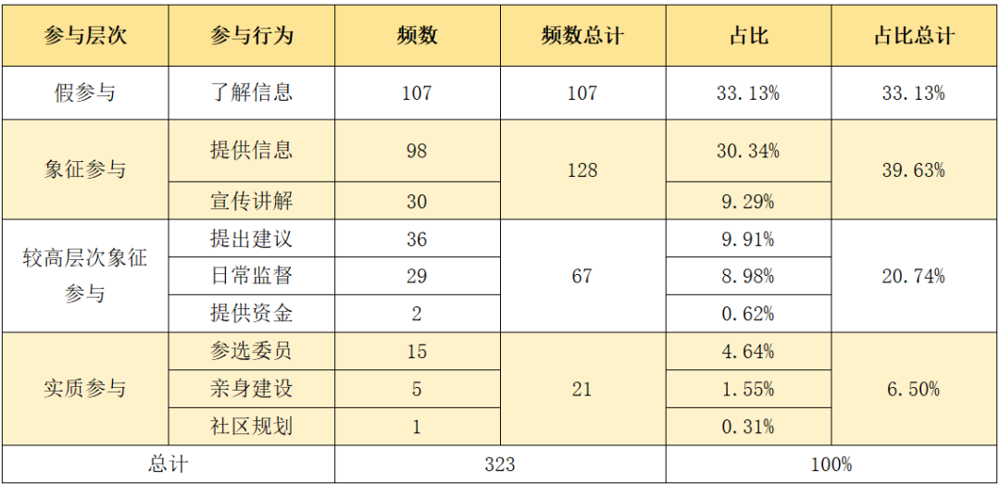 参与层次 参与行为 频数 频数总计 占比 占比总计
假参与 了解信息 107 107 33.13% 33.13%
象征参与 提供信息 98 128 30.34% 39.63%
宣传讲解 30 9.29%
较高层次象征参与 提出建议 36 67 9.91% 20.74%
日常监督 29 8.98%
提供资金 2 0.62%
实质参与 参选委员 15 21 4.64% 6.50%
亲身建设 5 1.55%
社区规划 1 0.31%
总计 323 100%